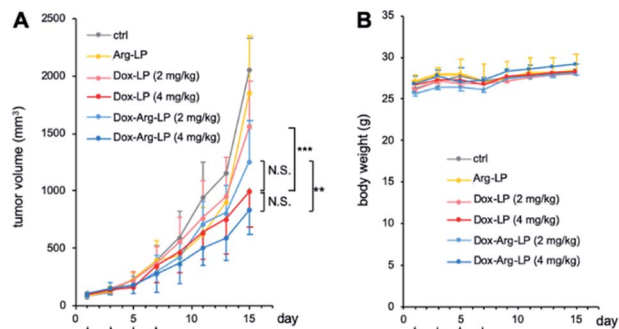 A
2500
2000
1500
1000
500
0
tumor volume (mm³)
ctrl
Arg-LP
Dox-LP (2 mg/kg)
Dox-LP (4 mg/kg)
Dox-Arg-LP (2 mg/kg)
Dox-Arg-LP (4 mg/kg)
***
N.S.
**
N.S.
0 5 10 15 day
B
35
30
25
20
15
10
5
0
body weight (g)
ctrl
Arg-LP
Dox-LP (2 mg/kg)
Dox-LP (4 mg/kg)
Dox-Arg-LP (2 mg/kg)
Dox-Arg-LP (4 mg/kg)
0 5 10 15 day